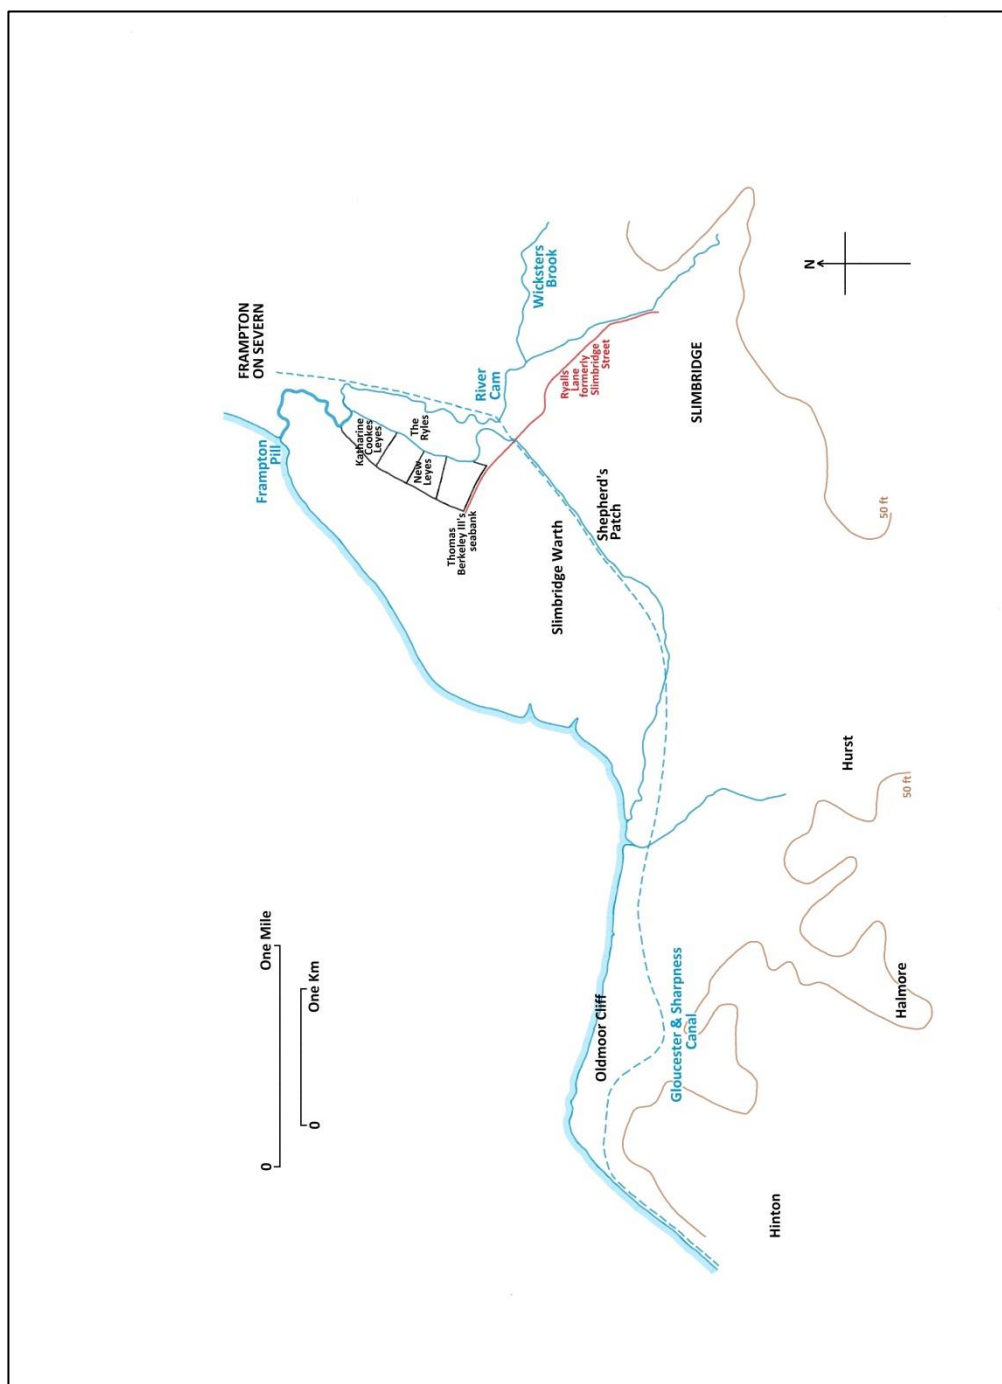 FRAMPTON
ON SEVERN
Frampton
Pill
0 One Mile
0 One Km
Katharine
Cookes
Leyes
The
Ryles
New
Leyes
Thomas
Berkeley III's
seabank
River
Cam
Wicksters
Brook
Slimbridge Warth
Ryalls
Lane
formerly
Slimbridge
Street
Oldmoor Cliff
Shepherd's
Patch
Gloucester & Sharpness
Canal
SLIMBRIDGE
Hinton
N
Hurst
50 ft
Halmore
50 ft